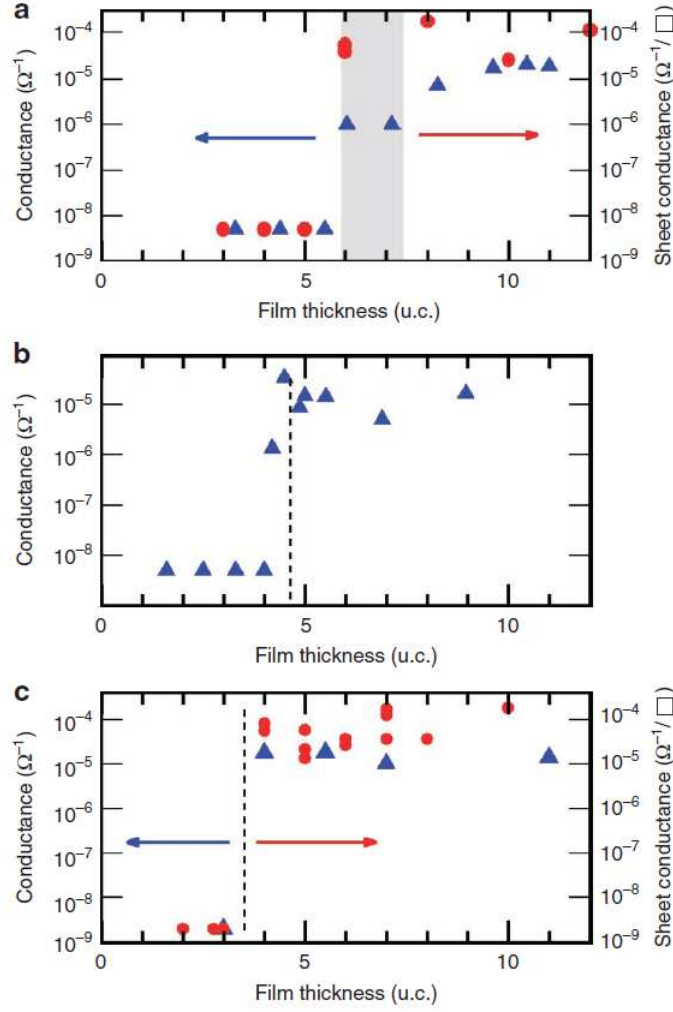 a
10⁻⁴
10⁻⁵
10⁻⁶
10⁻⁷
10⁻⁸
10⁻⁹
Conductance (Ω⁻¹)
10⁻⁴
10⁻⁵
10⁻⁶
10⁻⁷
10⁻⁸
10⁻⁹
Sheet conductance (Ω⁻¹/□)
0 5 10
Film thickness (u.c.)
b
10⁻⁵
10⁻⁶
10⁻⁷
10⁻⁸
Conductance (Ω⁻¹)
0 5 10
Film thickness (u.c.)
c
10⁻⁴
10⁻⁵
10⁻⁶
10⁻⁷
10⁻⁸
10⁻⁹
Conductance (Ω⁻¹)
10⁻⁴
10⁻⁵
10⁻⁶
10⁻⁷
10⁻⁸
10⁻⁹
Sheet conductance (Ω⁻¹/□)
0 5 10
Film thickness (u.c.)